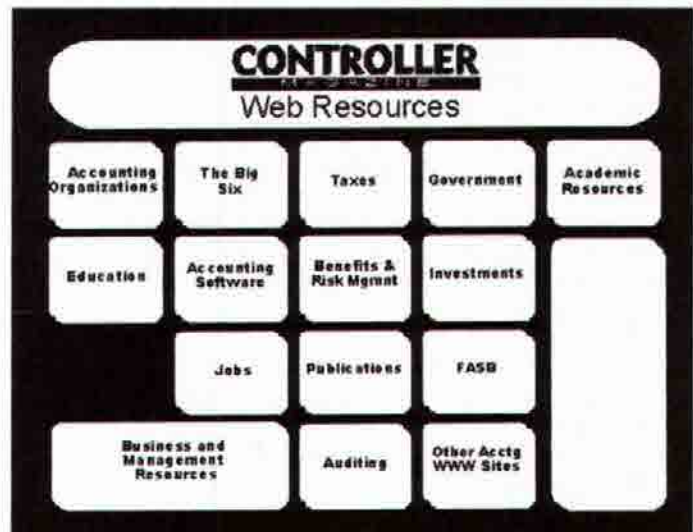 CONTROLLER
MAGAZINE
Web Resources
Accounting
Organizations
The Big
Six
Taxes
Government
Academic
Resources
Education
Accounting
Software
Benefits &
Risk Mgmnt
Investments
Jobs
Publications
FASB
Business and
Management
Resources
Auditing
Other Acctg
WWW Sites